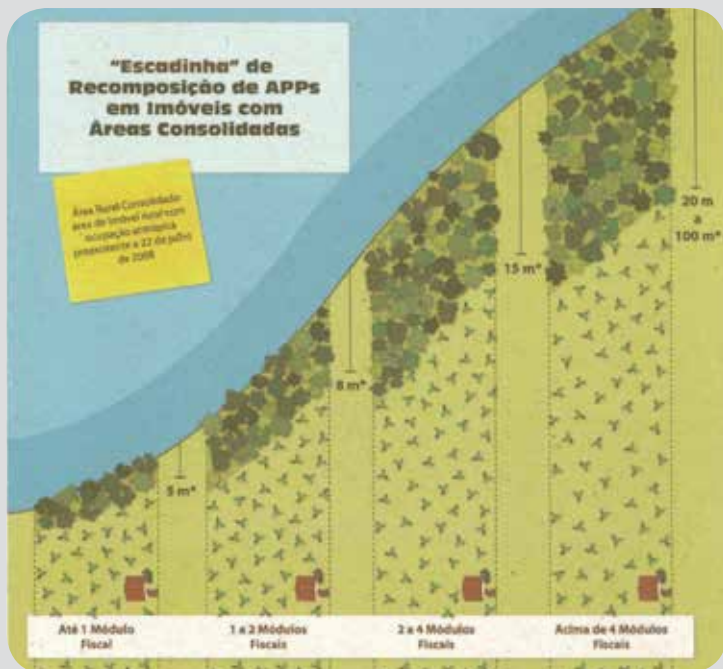 "Escadinha" de
Recomposição de APPs
em Imóveis com
Áreas Consolidadas
Área Rural Consolidada:
área de imóvel rural com
ocupação antrópica
preexistente a 22 de julho
de 2008
20 m
a
100 m*
15 m*
8 m*
5 m*
Até 1 Módulo
Fiscal
1 a 2 Módulos
Fiscais
2 a 4 Módulos
Fiscais
Acima de 4 Módulos
Fiscais